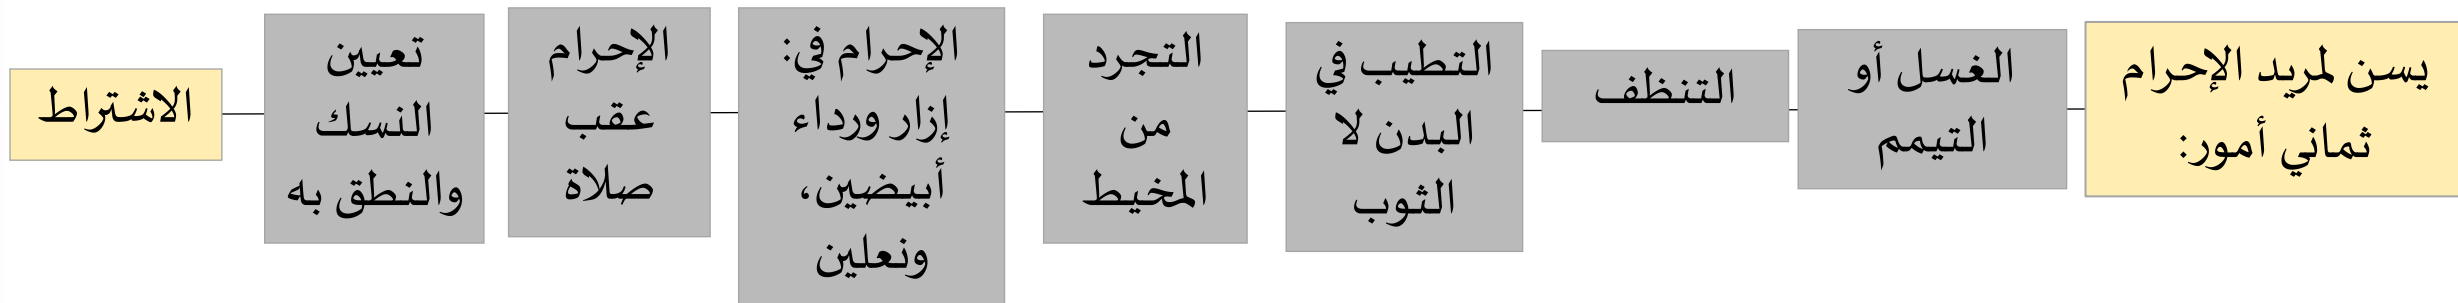 يسن لمريد الإحرام
ثماني أمور:
الغسل أو
التيمم
التنظف
التطيب في
البدن لا
الثوب
التجرد
من
المخيط
الإحرام في:
إزار ورداء
أبيضين،
ونعلين
الإحرام
عقب
صلاة
تعيين
النسك
والنطق به
الاشتراط